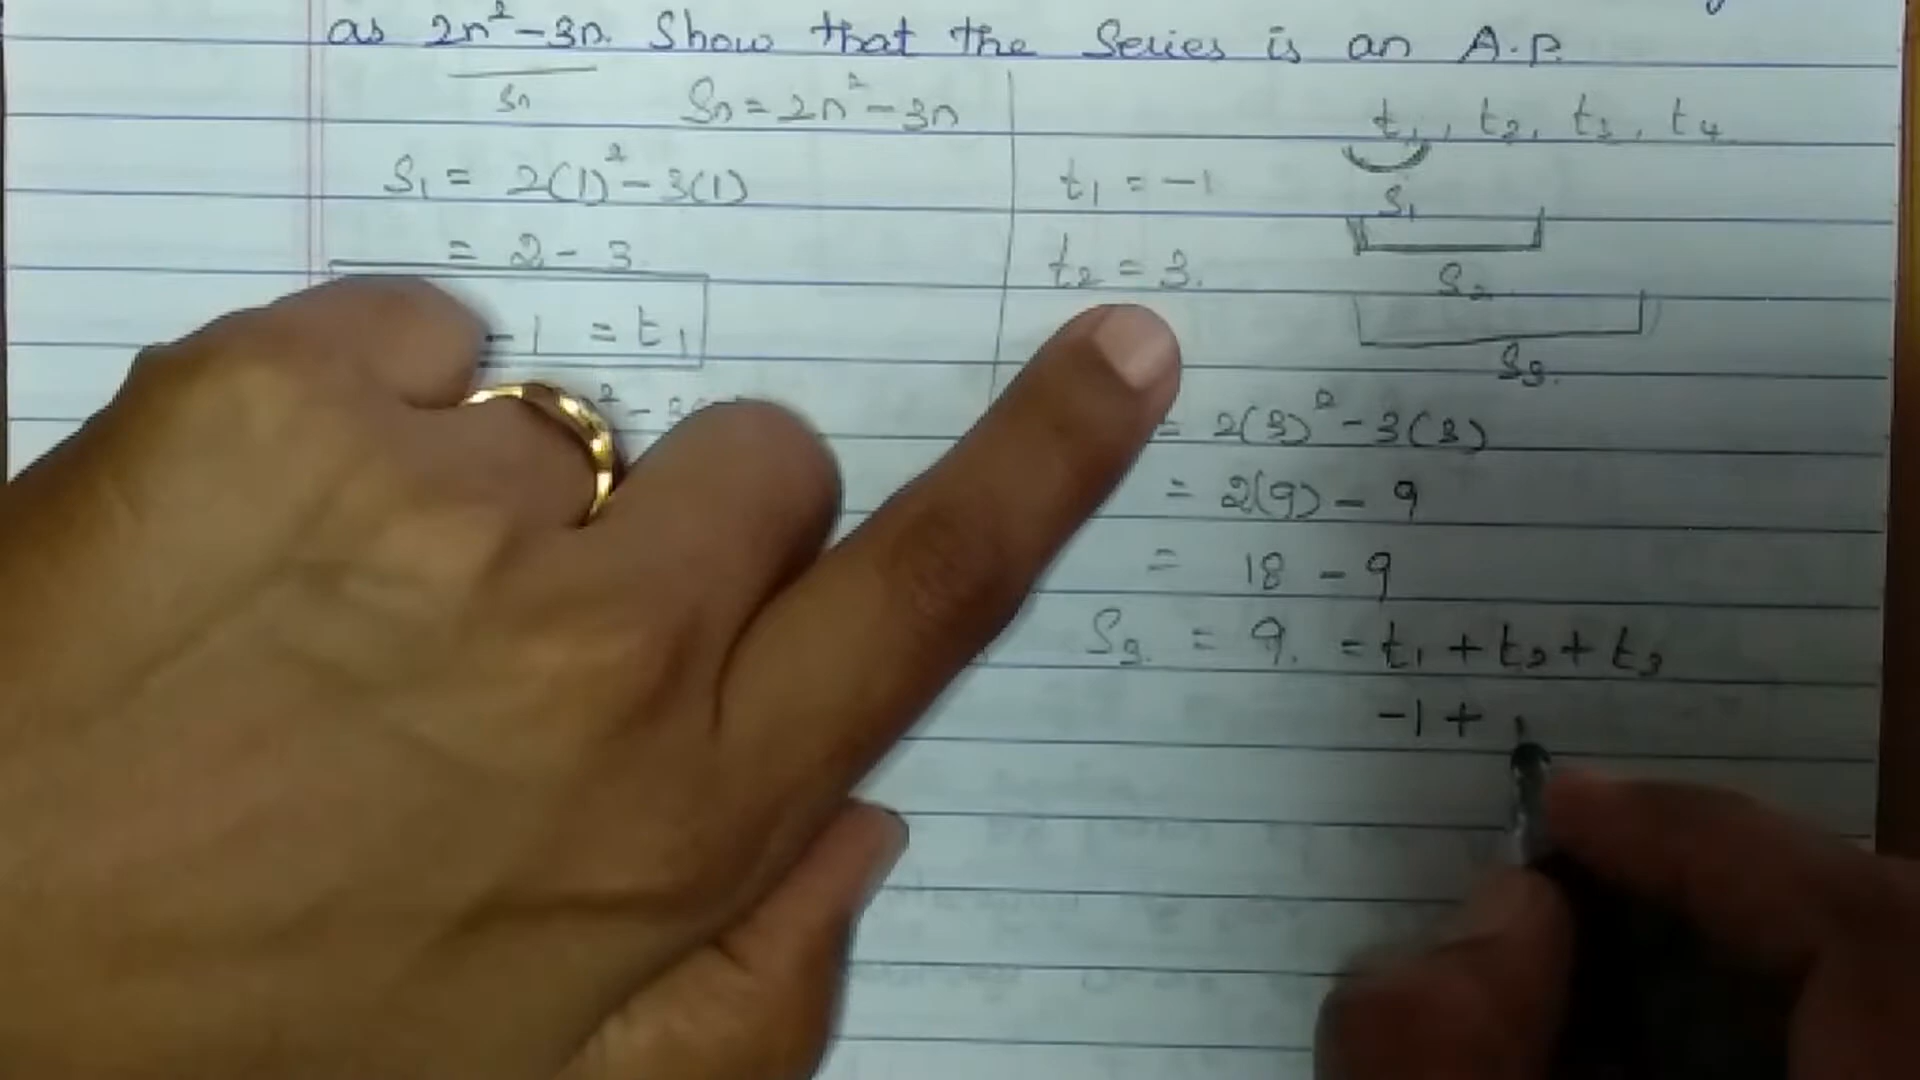 as 2n² - 3n. Show that the Series is an A.P.
Sn
Sn = 2n² - 3n
S₁ = 2(1)² - 3(1)
= 2 - 3
-1 = t₁
² - 3
t₁ = -1
t₂ = 3.
t₁, t₂, t₃, t₄
S₁
S₂
S₃.
= 2(3)² - 3(3)
= 2(9) - 9
= 18 - 9
S₃ = 9. = t₁ + t₂ + t₃
-1 +